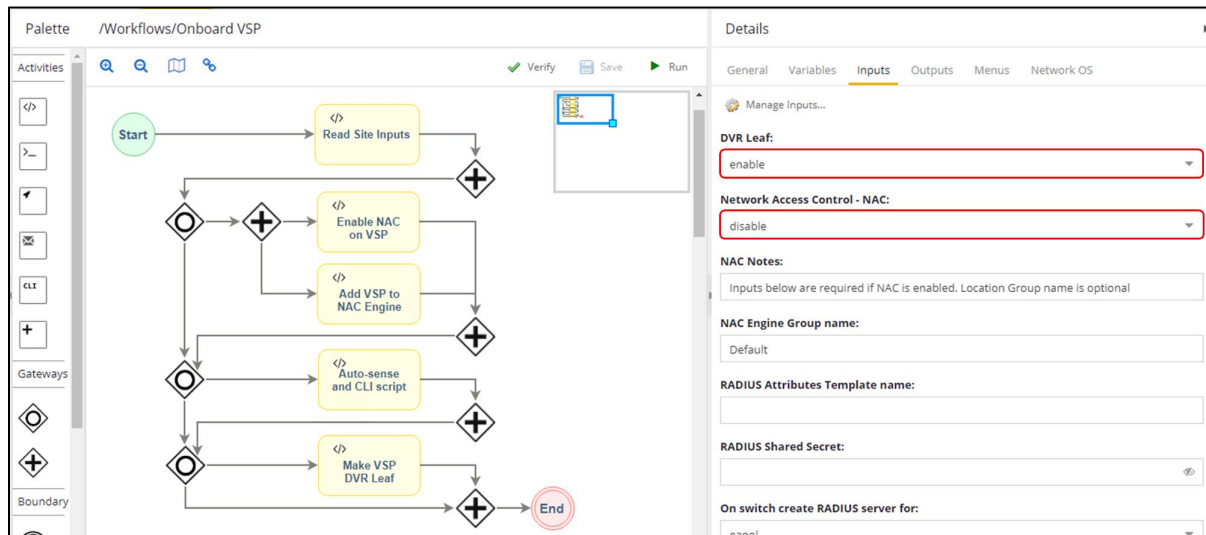 Palette
/Workflows/Onboard VSP
Details
Activities
Verify
Save
Run
General
Variables
Inputs
Outputs
Menus
Network OS
</>
>_
CLI
Gateways
Boundary
Start
</>
Read Site Inputs
</>
Enable NAC
on VSP
</>
Add VSP to
NAC Engine
</>
Auto-sense
and CLI script
</>
Make VSP
DVR Leaf
End
Manage Inputs...
DVR Leaf:
enable
Network Access Control - NAC:
disable
NAC Notes:
Inputs below are required if NAC is enabled. Location Group name is optional
NAC Engine Group name:
Default
RADIUS Attributes Template name:
RADIUS Shared Secret:
On switch create RADIUS server for: